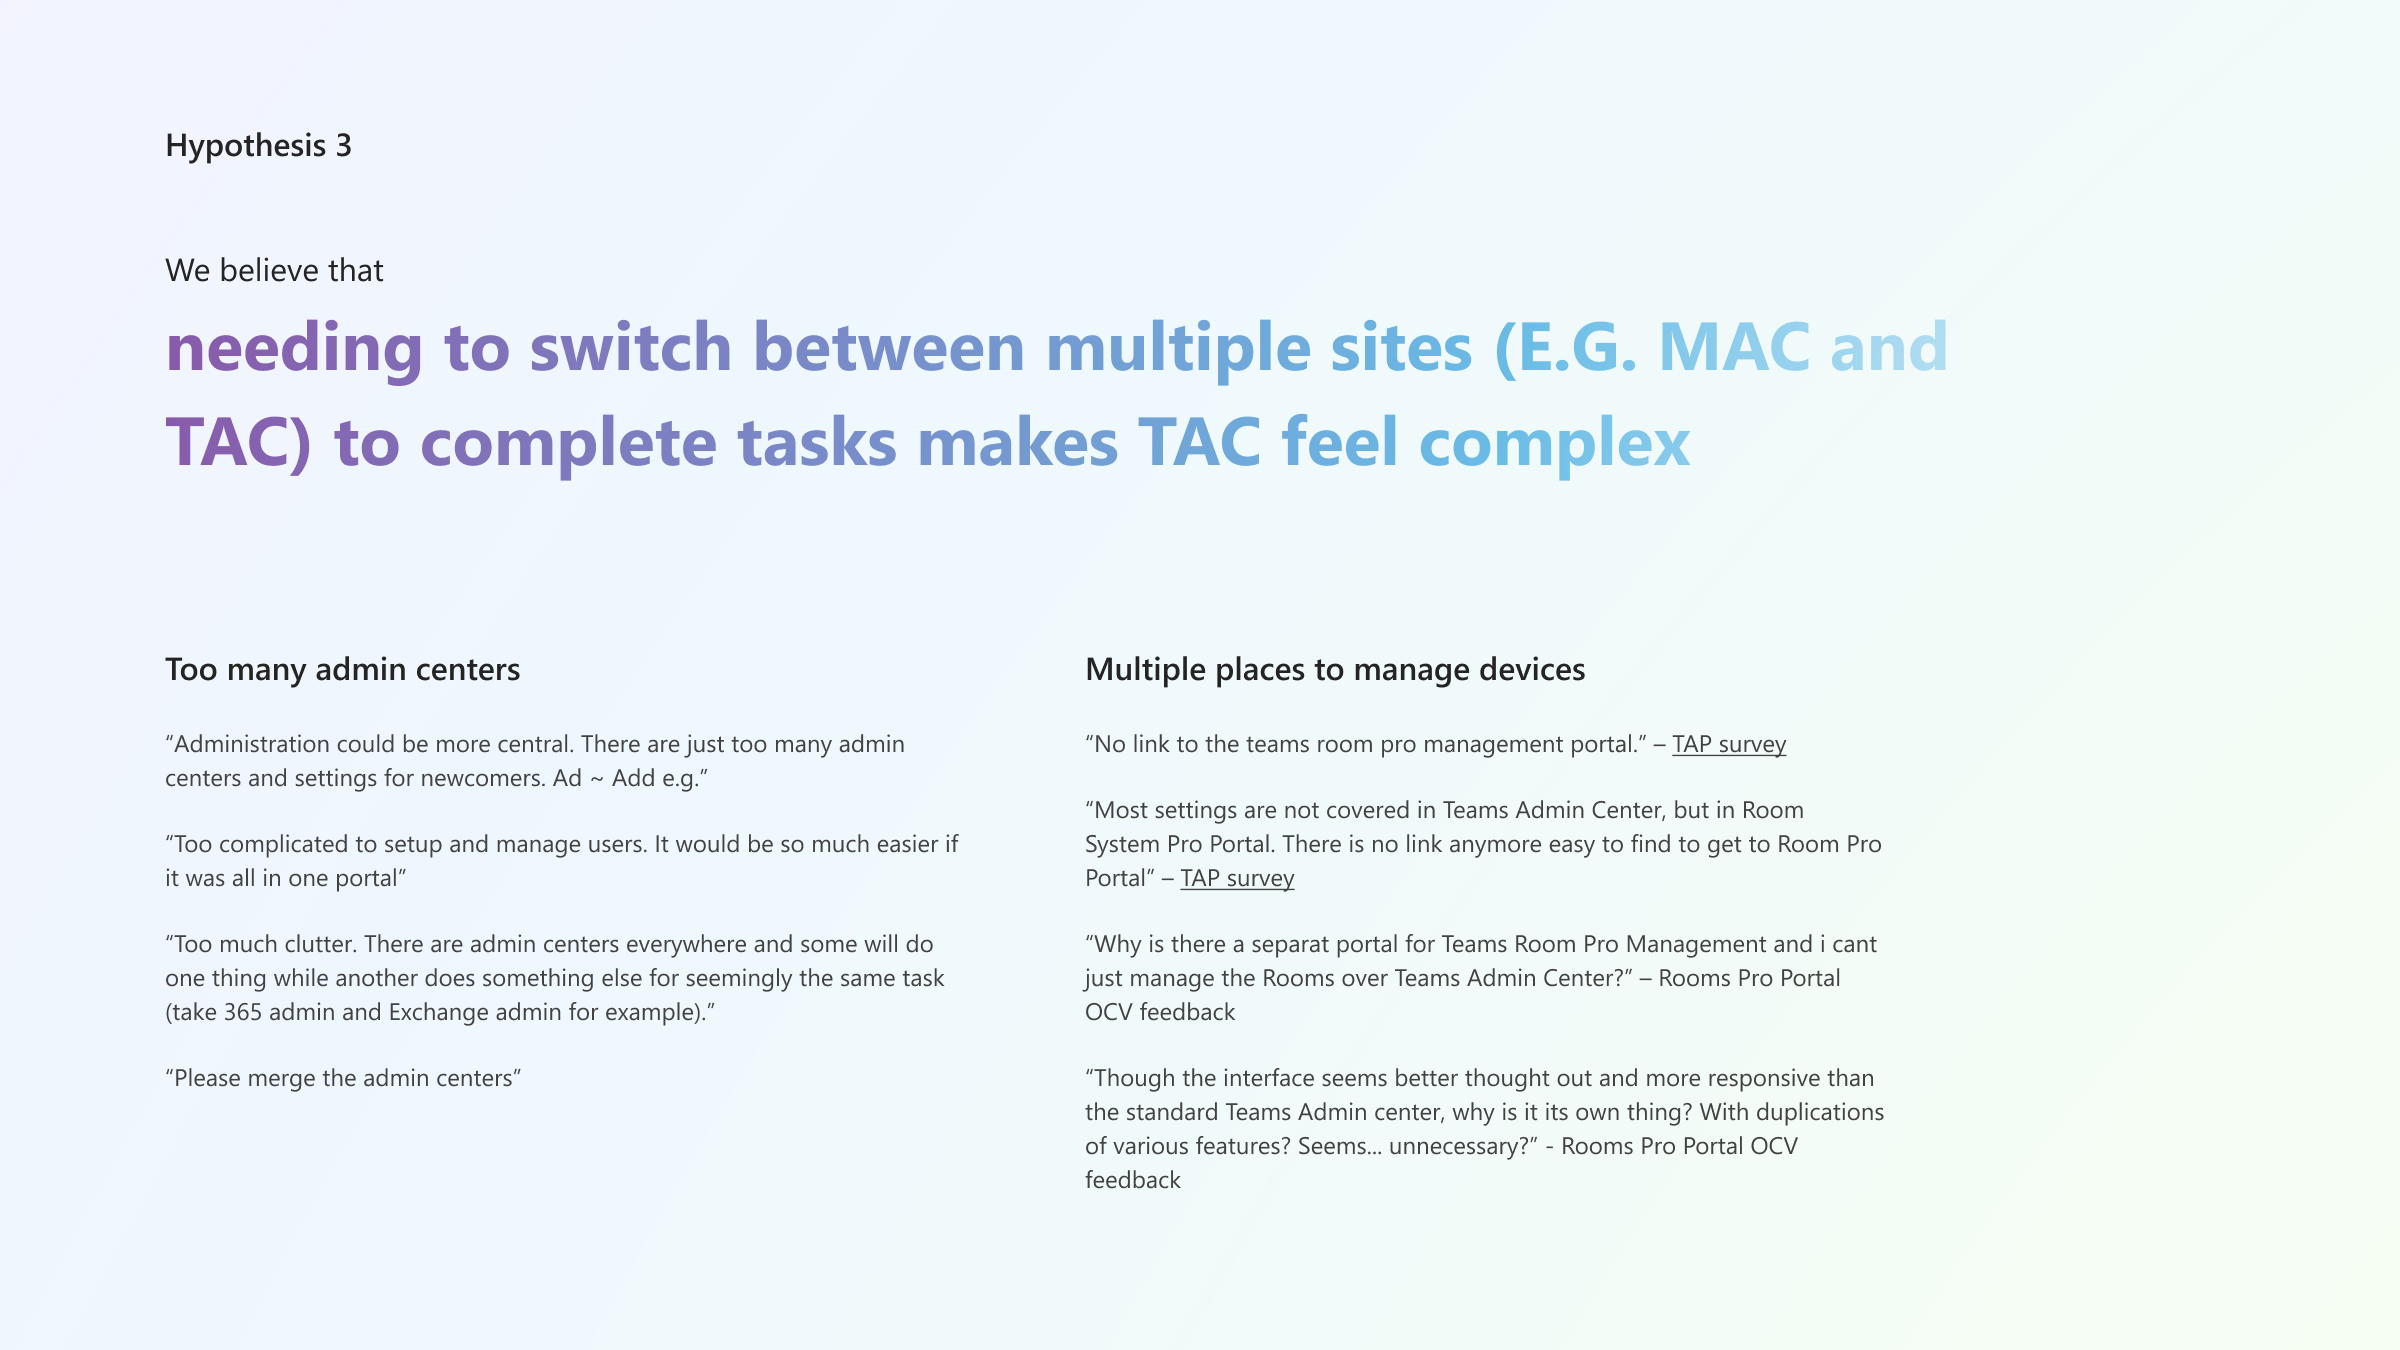 Hypothesis 3
We believe that
needing to switch between multiple sites (E.G. MAC and
TAC) to complete tasks makes TAC feel complex
Too many admin centers
“Administration could be more central. There are just too many admin
centers and settings for newcomers. Ad ~ Add e.g.”
“Too complicated to setup and manage users. It would be so much easier if
it was all in one portal”
“Too much clutter. There are admin centers everywhere and some will do
one thing while another does something else for seemingly the same task
(take 365 admin and Exchange admin for example).”
“Please merge the admin centers”
Multiple places to manage devices
“No link to the teams room pro management portal.” – TAP survey
“Most settings are not covered in Teams Admin Center, but in Room
System Pro Portal. There is no link anymore easy to find to get to Room Pro
Portal” – TAP survey
“Why is there a separat portal for Teams Room Pro Management and i cant
just manage the Rooms over Teams Admin Center?” – Rooms Pro Portal
OCV feedback
“Though the interface seems better thought out and more responsive than
the standard Teams Admin center, why is it its own thing? With duplications
of various features? Seems... unnecessary?” - Rooms Pro Portal OCV
feedback